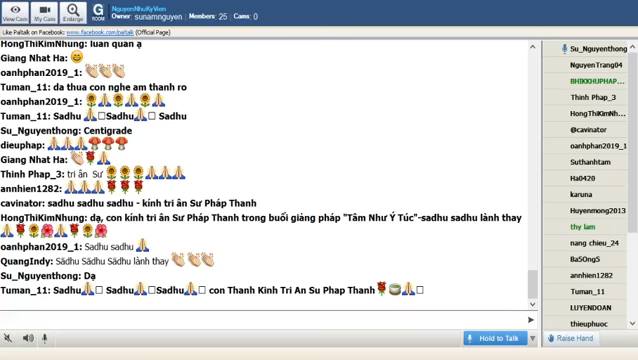 NguyenNhuKyVien
Owner: sunamnguyen | Members: 25 Cams: 0
View Cam My Cam Enlarge G ROOM
Like Paltalk on Facebook: www.facebook.com/paltalk (Official Page)
HongThiKimNhung: luân quân ạ
Giang Nhat Ha: 😊
oanhphan2019_1: 👏👏👏
Tuman_11: da thua con nghe am thanh ro
oanhphan2019_1: 🌻🙏🌻🙏🌻🙏
Tuman_11: Sadhu🙏□Sadhu🙏□ Sadhu
Su_Nguyenthong: Centigrade
dieuphap: 🙏🙏🙏🍄🍄🍄
Giang Nhat Ha: 👏🌹🙏
Thinh Phap_3: tri ân Sư 🌻🌻🌻🙏🙏🙏
annhien1282: 🙏🙏🙏🌹🌹🌹
cavinator: sadhu sadhu sadhu - kính tri ân Sư Pháp Thanh
HongThiKimNhung: dạ, con kính tri ân Sư Pháp Thanh trong buổi giảng pháp "Tâm Như Ý Túc"-sadhu sadhu lành thay
🙏🌹🌻🌺🙏🌹🌻🌺
oanhphan2019_1: Sadhu sadhu 🙏
QuangIndy: Sādhu Sādhu Sādhu lành thay 👏👏👏
Su_Nguyenthong: Dạ
Tuman_11: Sadhu🙏□ Sadhu🙏□Sadhu🙏□ con Thanh Kinh Tri An Su Phap Thanh🌹🍵🙏□
Hold to Talk
Su_Nguyenthong
NguyenTrang04
BHIKKHUPHAP...
Thinh Phap_3
HongThiKimNh...
@cavinator
oanhphan2019_1
Suthanhtam
Ha0420
karuna
Huyenmong2013
thy lam
nang chieu_24
Ba5Ong5
annhien1282
Tuman_11
LUYENDOAN
thieuphuoc
Raise Hand